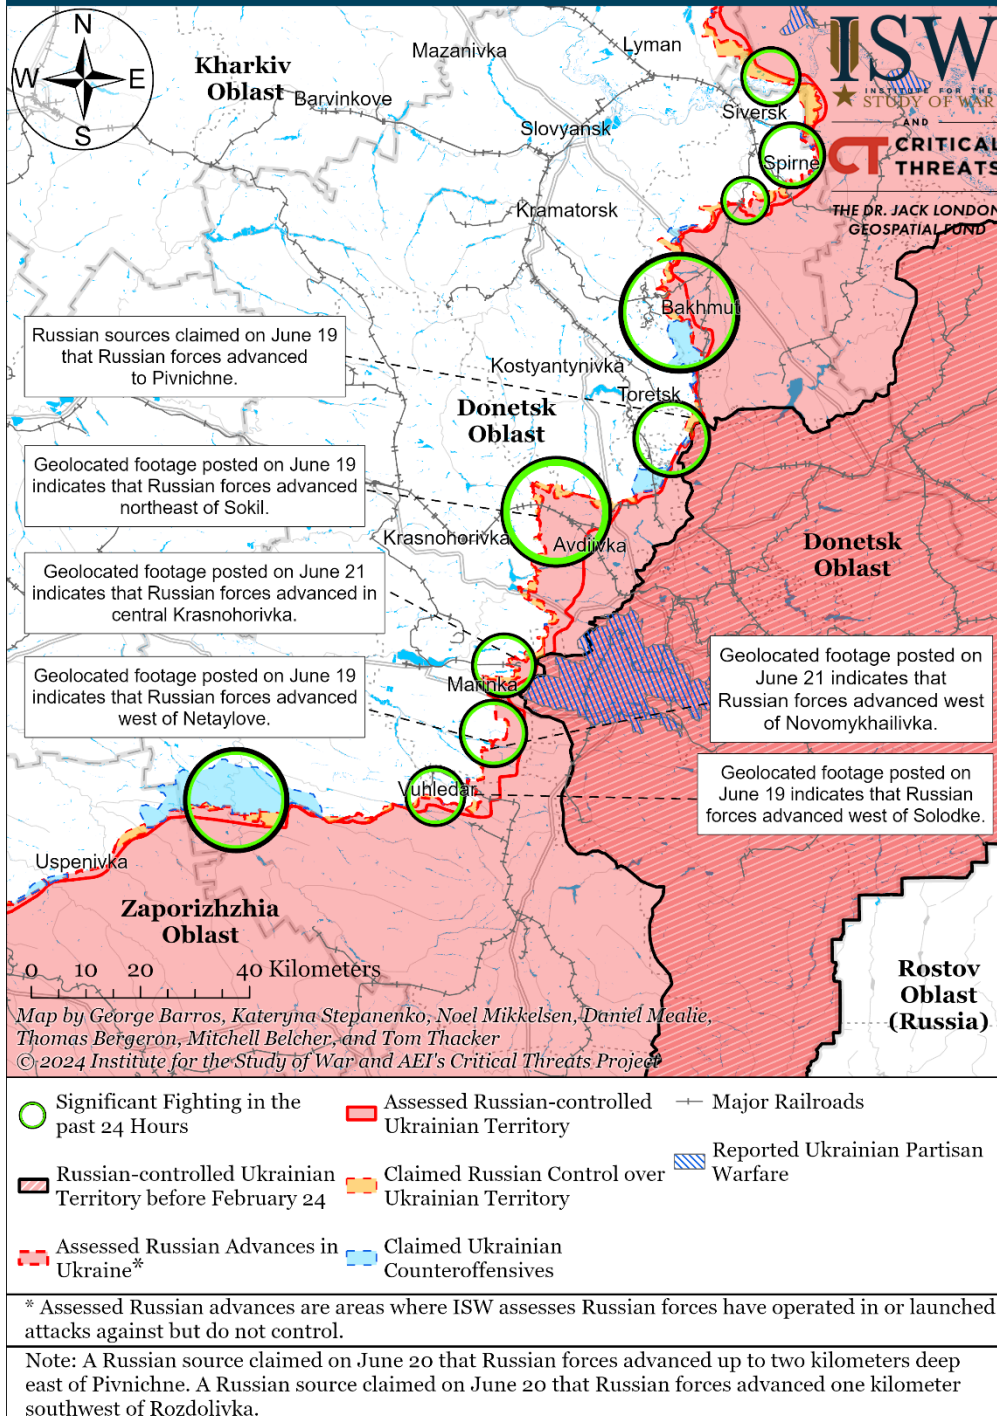 N
W
E
S
Kharkiv
Oblast
Mazanivka
Lyman
Barvinkove
Slovyansk
Siversk
Spirne
Kramatorsk
ISW
INSTITUTE FOR THE
STUDY OF WAR
AND
CT CRITICAL
THREATS
THE DR. JACK LONDON
GEOSPATIAL FUND
Bakhmut
Russian sources claimed on June 19
that Russian forces advanced
to Pivnichne.
Kostyantynivka
Toretsk
Donetsk
Oblast
Geolocated footage posted on June 19
indicates that Russian forces advanced
northeast of Sokil.
Krasnohorivka
Avdiivka
Donetsk
Oblast
Geolocated footage posted on June 21
indicates that Russian forces advanced in
central Krasnohorivka.
Geolocated footage posted on June 19
indicates that Russian forces advanced
west of Netaylove.
Marinka
Geolocated footage posted on
June 21 indicates that
Russian forces advanced west
of Novomykhailivka.
Vuhledar
Geolocated footage posted on
June 19 indicates that Russian
forces advanced west of Solodke.
Uspenivka
Zaporizhzhia
Oblast
Rostov
Oblast
(Russia)
0 10 20 40 Kilometers
Map by George Barros, Kateryna Stepanenko, Noel Mikkelsen, Daniel Mealie,
Thomas Bergeron, Mitchell Belcher, and Tom Thacker
© 2024 Institute for the Study of War and AEI's Critical Threats Project
Significant Fighting in the
past 24 Hours
Russian-controlled Ukrainian
Territory before February 24
Assessed Russian Advances in
Ukraine*
Assessed Russian-controlled
Ukrainian Territory
Claimed Russian Control over
Ukrainian Territory
Claimed Ukrainian
Counteroffensives
Major Railroads
Reported Ukrainian Partisan
Warfare
* Assessed Russian advances are areas where ISW assesses Russian forces have operated in or launched
attacks against but do not control.
Note: A Russian source claimed on June 20 that Russian forces advanced up to two kilometers deep
east of Pivnichne. A Russian source claimed on June 20 that Russian forces advanced one kilometer
southwest of Rozdolivka.